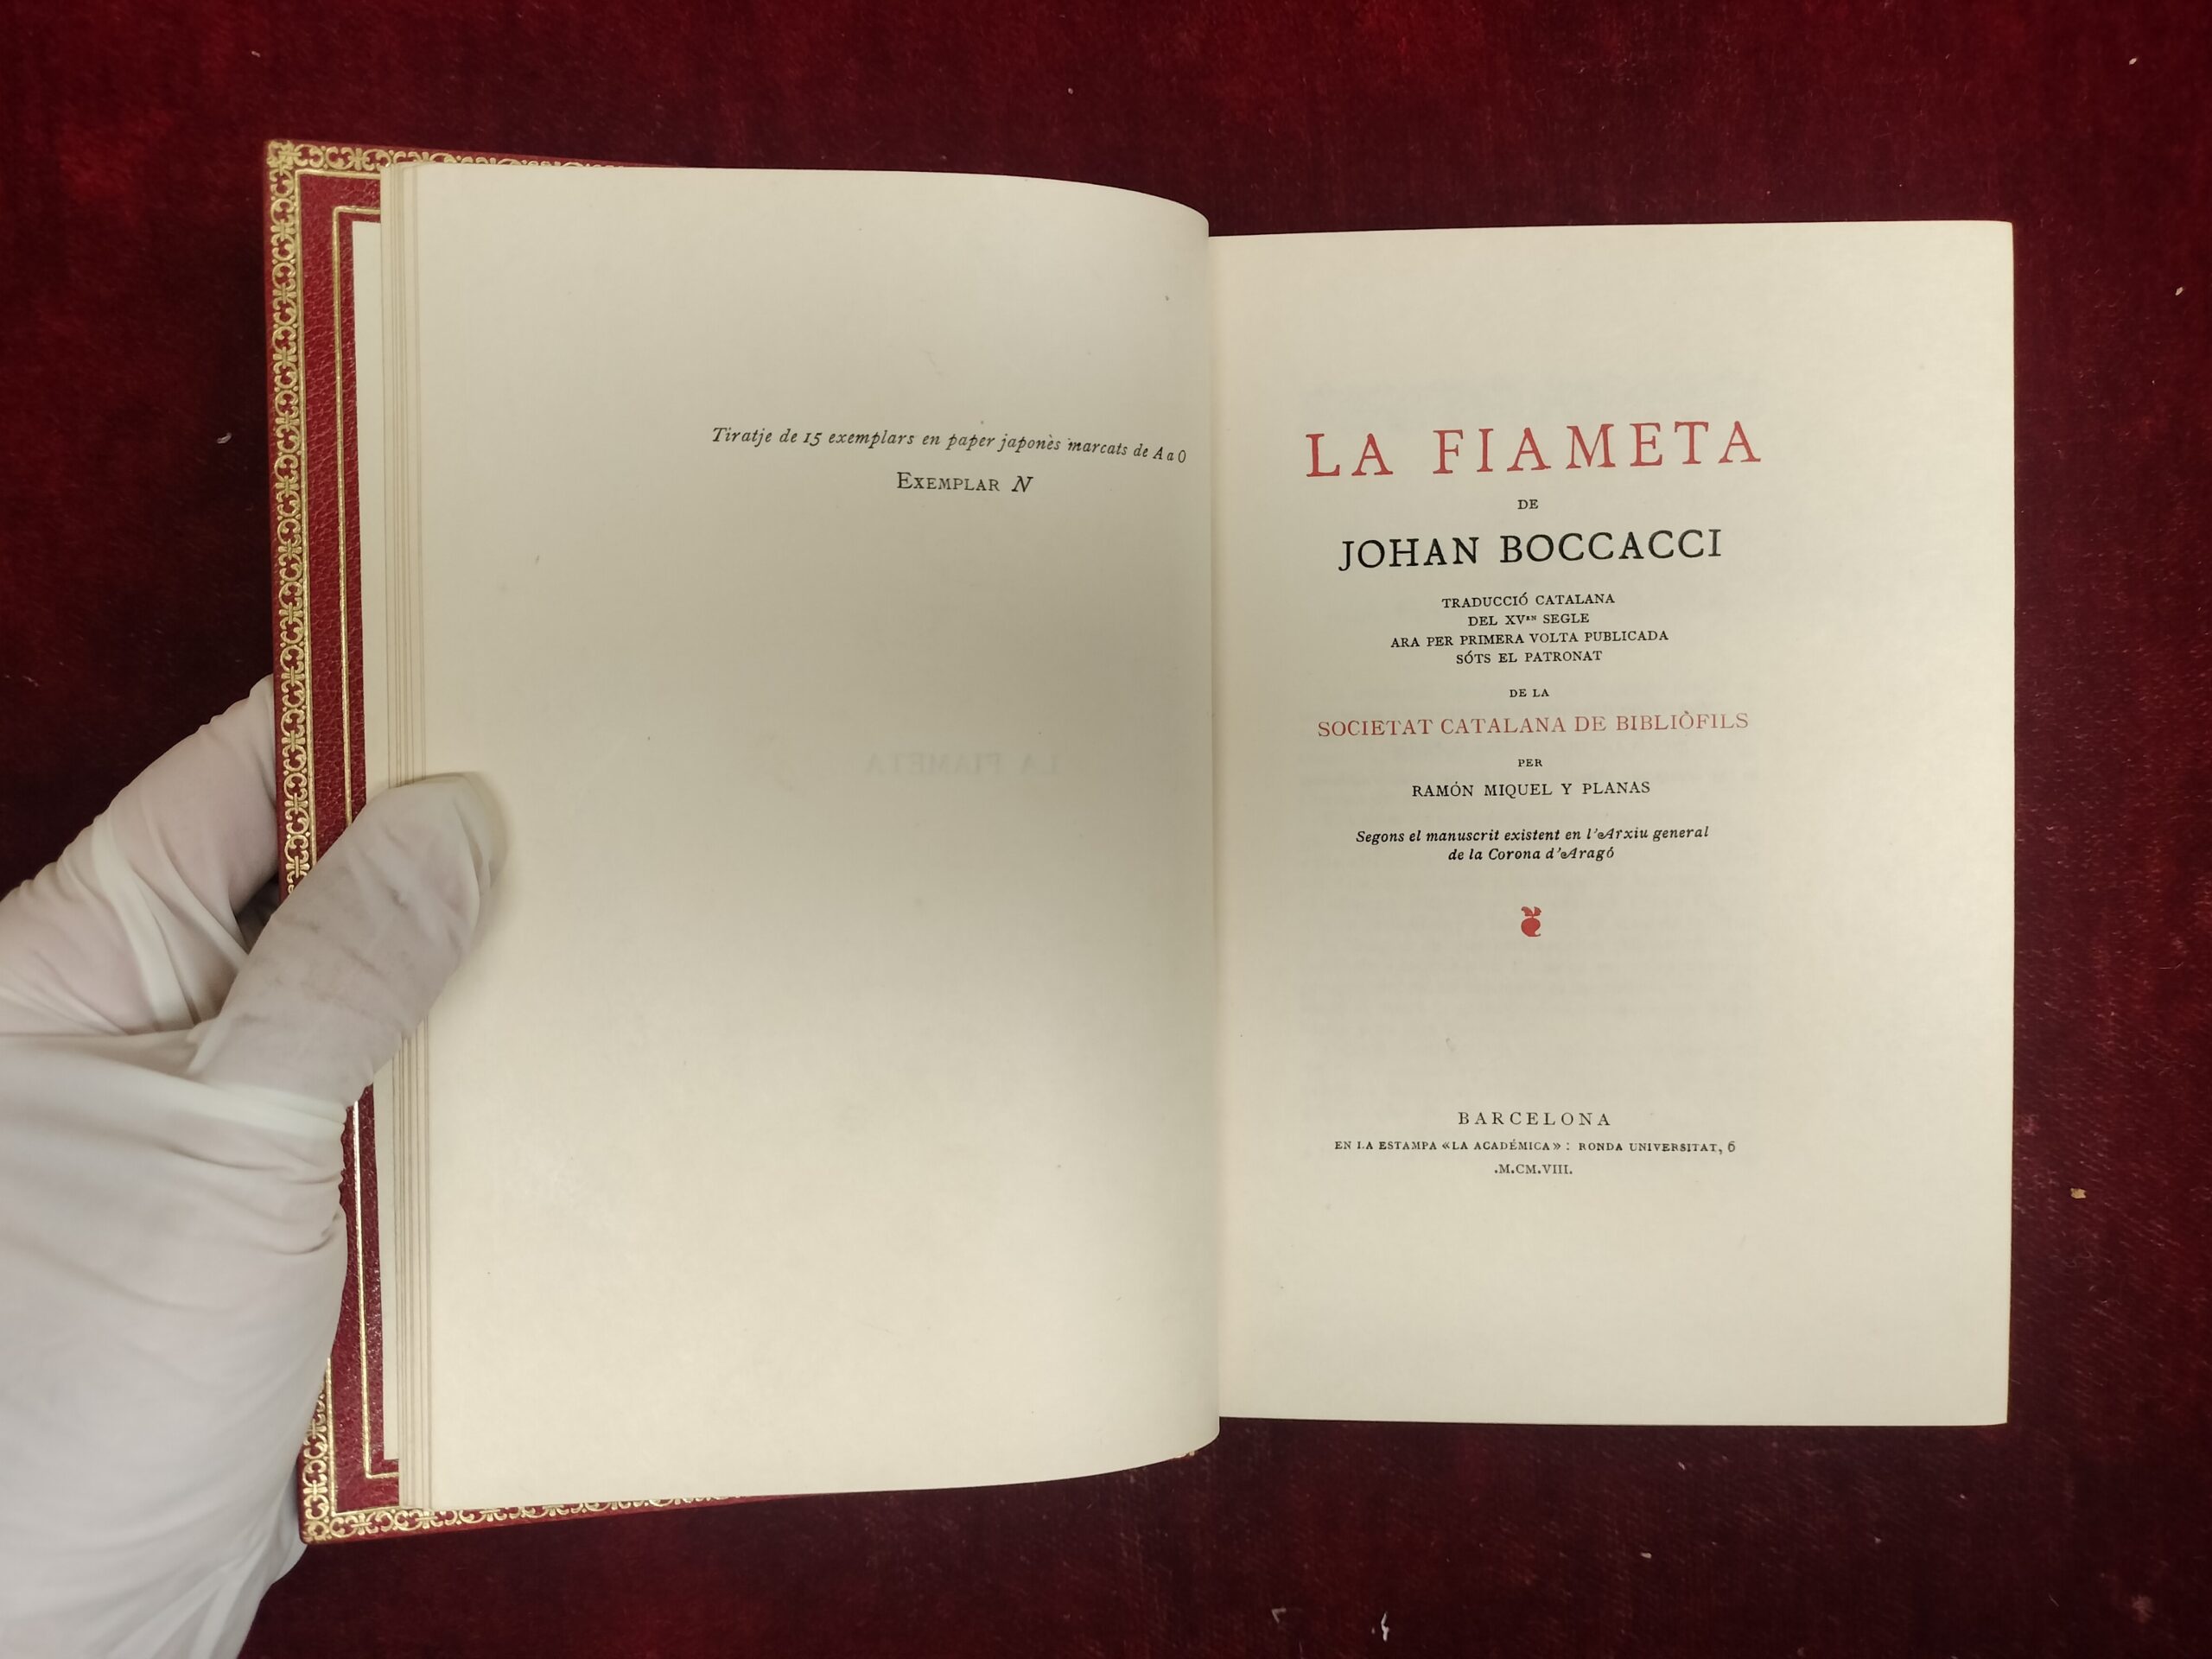 Tiratje de 15 exemplars en paper japonès marcats de A a O
EXEMPLAR N
LA FIAMETA
LA FIAMETA
DE
JOHAN BOCCACCI
TRADUCCIÓ CATALANA
DEL XVEN SEGLE
ARA PER PRIMERA VOLTA PUBLICADA
SÓTS EL PATRONAT
DE LA
SOCIETAT CATALANA DE BIBLIÒFILS
PER
RAMÓN MIQUEL Y PLANAS
Segons el manuscrit existent en l'Arxiu general
de la Corona d'Aragó
BARCELONA
EN LA ESTAMPA «LA ACADÉMICA» : RONDA UNIVERSITAT, 6
.M.CM.VIII.